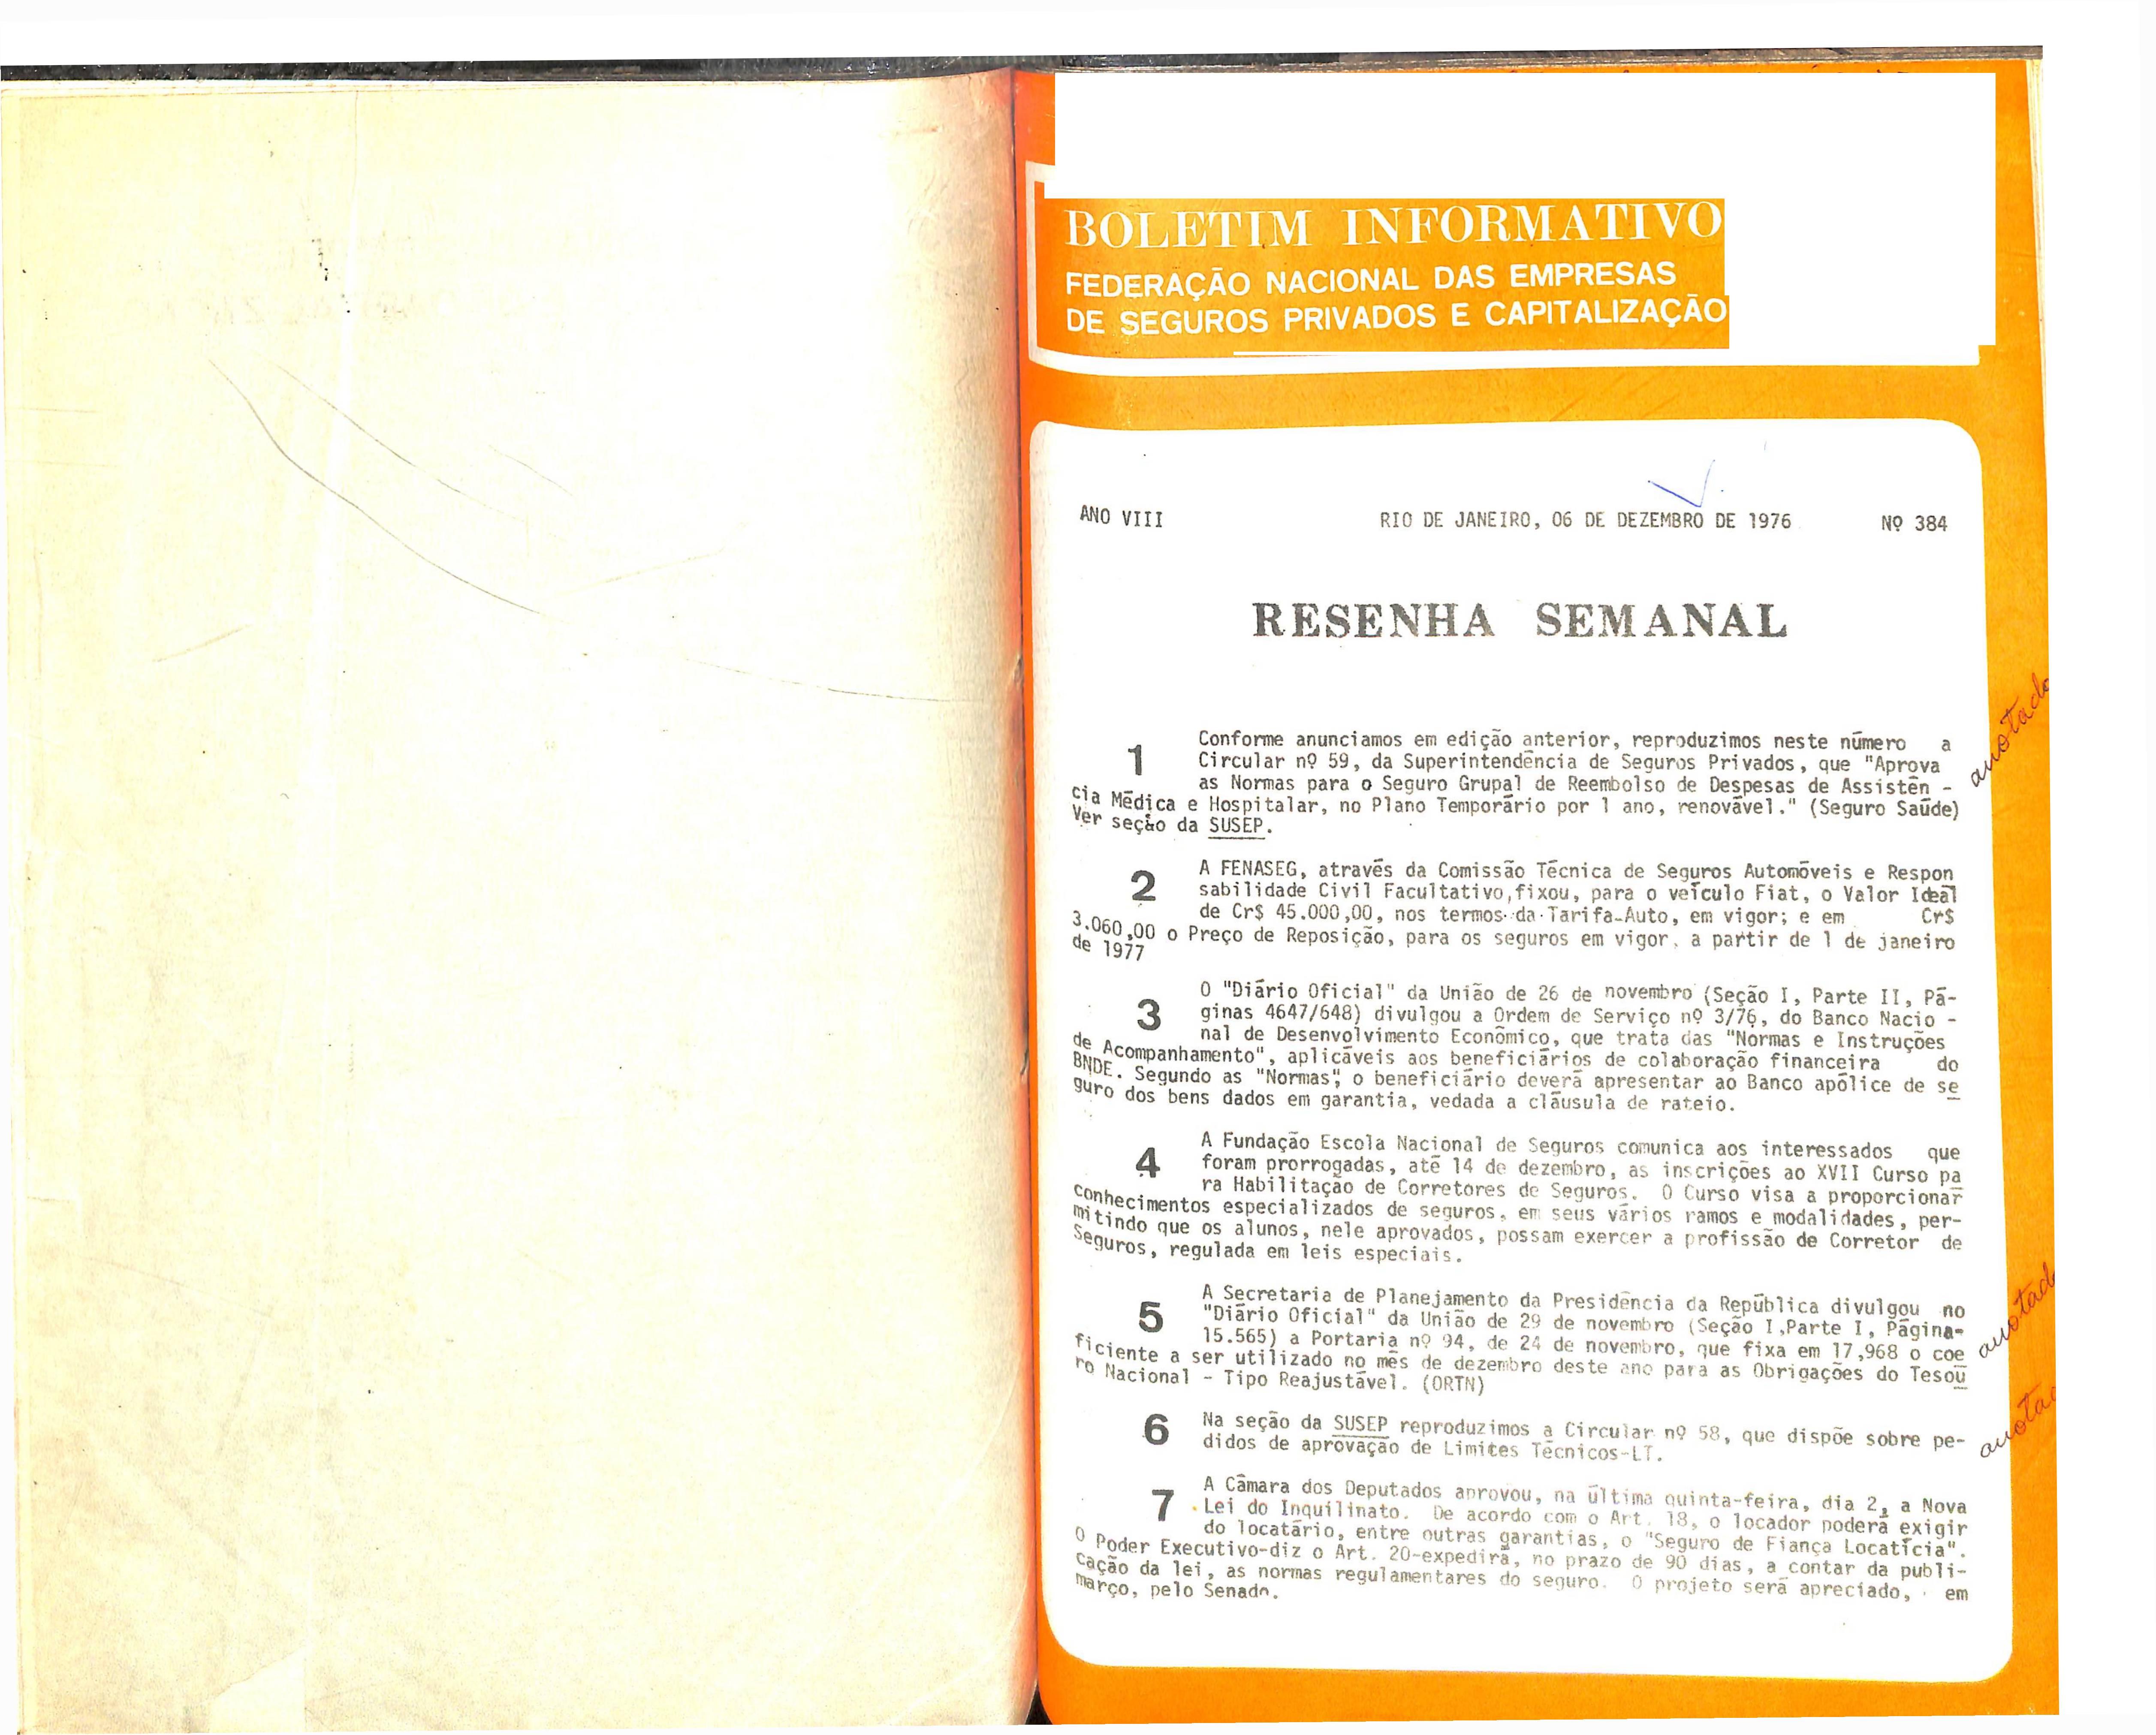 BOLETIM INFORMATIVO
FEDERAÇÃO NACIONAL DAS EMPRESAS
DE SEGUROS PRIVADOS E CAPITALIZAÇÃO
ANO VIII RIO DE JANEIRO, 06 DE DEZEMBRO DE 1976 Nº 384
RESENHA SEMANAL
1 Conforme anunciamos em edição anterior, reproduzimos neste número a
Circular nº 59, da Superintendência de Seguros Privados, que "Aprova
as Normas para o Seguro Grupal de Reembolso de Despesas de Assistên -
cia Médica e Hospitalar, no Plano Temporário por 1 ano, renovável." (Seguro Saúde)
Ver seção da SUSEP.
anotado
2 A FENASEG, através da Comissão Técnica de Seguros Automóveis e Respon
sabilidade Civil Facultativo,fixou, para o veículo Fiat, o Valor Ideal
de Cr$ 45.000,00, nos termos da Tarifa-Auto, em vigor; e em Cr$
3.060,00 o Preço de Reposição, para os seguros em vigor, a partir de 1 de janeiro
de 1977
3 O "Diário Oficial" da União de 26 de novembro (Seção I, Parte II, Pá-
ginas 4647/648) divulgou a Ordem de Serviço nº 3/76, do Banco Nacio -
nal de Desenvolvimento Econômico, que trata das "Normas e Instruções
de Acompanhamento", aplicáveis aos beneficiários de colaboração financeira do
BNDE. Segundo as "Normas", o beneficiário deverá apresentar ao Banco apólice de se
guro dos bens dados em garantia, vedada a cláusula de rateio.
4 A Fundação Escola Nacional de Seguros comunica aos interessados que
foram prorrogadas, até 14 de dezembro, as inscrições ao XVII Curso pa
ra Habilitação de Corretores de Seguros. O Curso visa a proporcionar
conhecimentos especializados de seguros, em seus vários ramos e modalidades, per-
mitindo que os alunos, nele aprovados, possam exercer a profissão de Corretor de
Seguros, regulada em leis especiais.
5 A Secretaria de Planejamento da Presidência da República divulgou no
"Diário Oficial" da União de 29 de novembro (Seção I,Parte I, Página-
15.565) a Portaria nº 94, de 24 de novembro, que fixa em 17,968 o coe
ficiente a ser utilizado no mês de dezembro deste ano para as Obrigações do Tesou
ro Nacional - Tipo Reajustável. (ORTN)
anotado
6 Na seção da SUSEP reproduzimos a Circular nº 58, que dispõe sobre pe-
didos de aprovação de Limites Técnicos-LT.
anotad
7 A Câmara dos Deputados aprovou, na última quinta-feira, dia 2, a Nova
Lei do Inquilinato. De acordo com o Art. 18, o locador poderá exigir
do locatário, entre outras garantias, o "Seguro de Fiança Locatícia".
O Poder Executivo-diz o Art. 20-expedirá, no prazo de 90 dias, a contar da publi-
cação da lei, as normas regulamentares do seguro. O projeto será apreciado, em
março, pelo Senado.